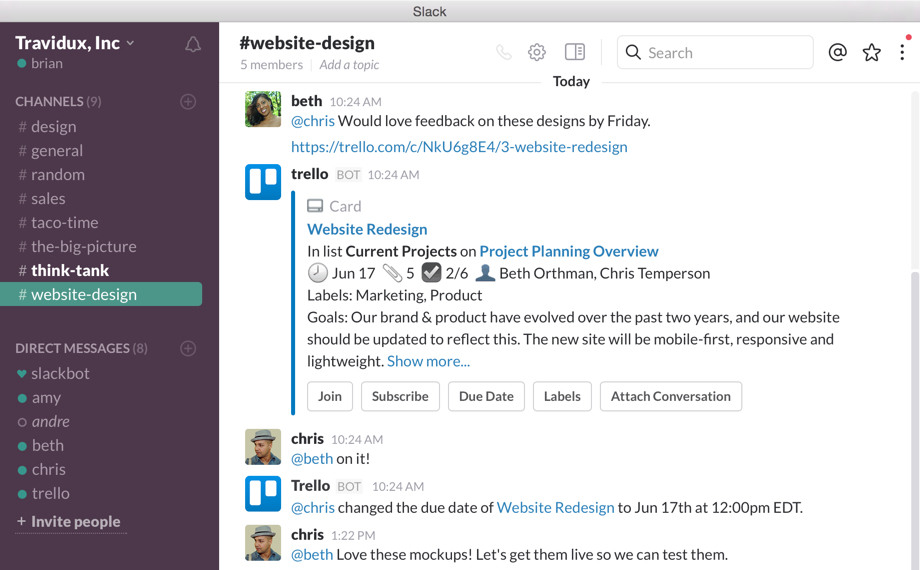 Slack
Travidux, Inc
brian
CHANNELS (9)
# design
# general
# random
# sales
# taco-time
# the-big-picture
# think-tank
# website-design
DIRECT MESSAGES (8)
slackbot
amy
andre
beth
chris
trello
+ Invite people
#website-design
5 members | Add a topic
Search
Today
beth 10:24 AM
@chris Would love feedback on these designs by Friday.
https://trello.com/c/NkU6g8E4/3-website-redesign
trello BOT 10:24 AM
Card
Website Redesign
In list Current Projects on Project Planning Overview
Jun 17 5 2/6 Beth Orthman, Chris Temperson
Labels: Marketing, Product
Goals: Our brand & product have evolved over the past two years, and our website
should be updated to reflect this. The new site will be mobile-first, responsive and
lightweight. Show more...
Join Subscribe Due Date Labels Attach Conversation
chris 10:24 AM
@beth on it!
Trello BOT 10:24 AM
@chris changed the due date of Website Redesign to Jun 17th at 12:00pm EDT.
chris 1:22 PM
@beth Love these mockups! Let's get them live so we can test them.